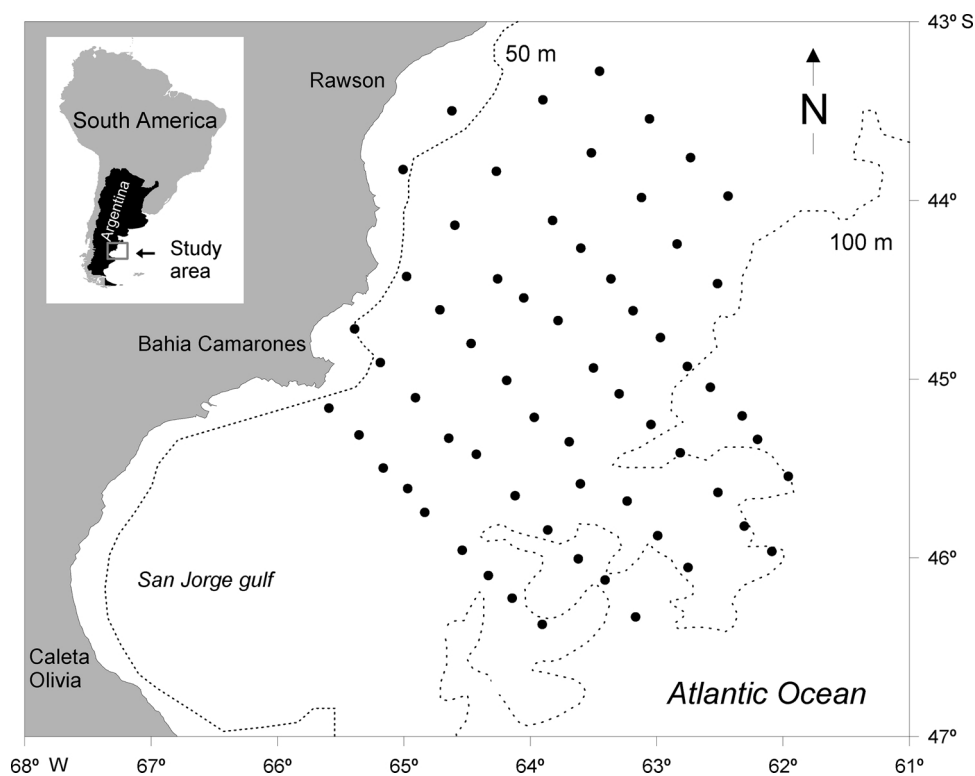 43º S
50 m
Rawson
South America
N
Argentina
44º
100 m
Study
area
Bahia Camarones
45º
46º
San Jorge gulf
Caleta
Olivia
Atlantic Ocean
47º
68º W
67º
66º
65º
64º
63º
62º
61º